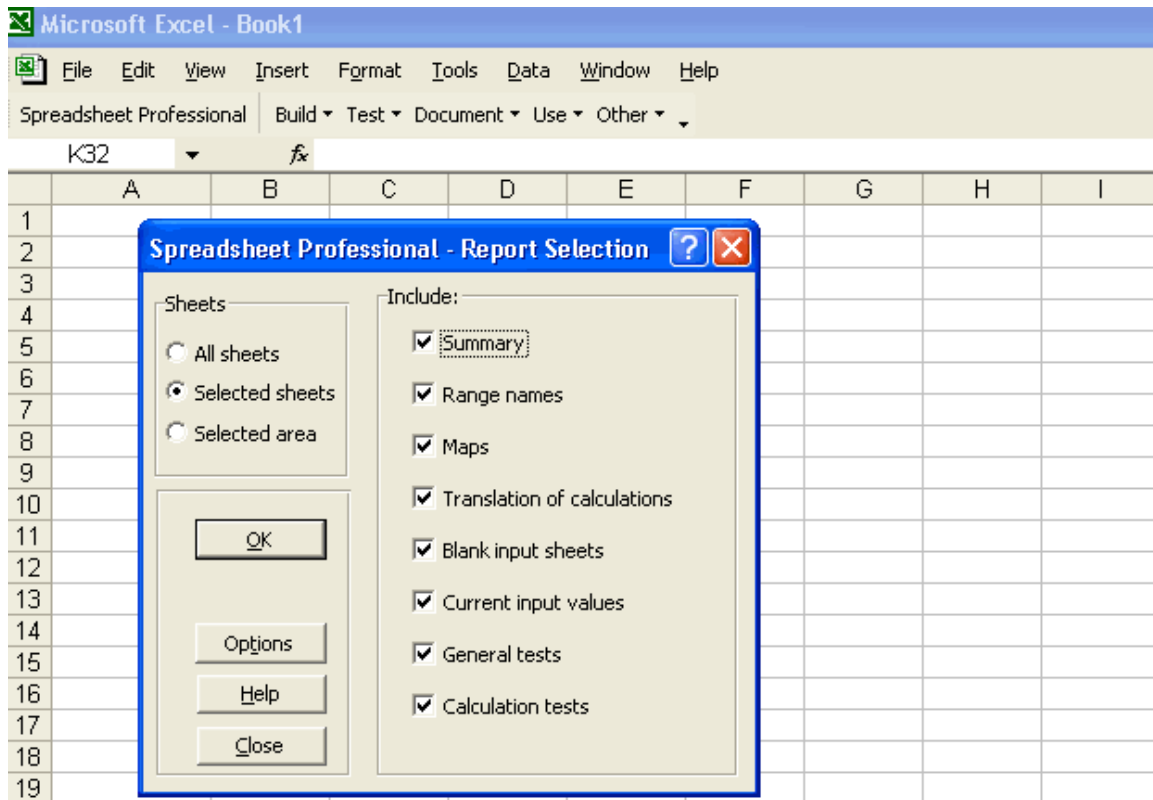 Microsoft Excel - Book1
File Edit View Insert Format Tools Data Window Help
Spreadsheet Professional Build Test Document Use Other
K32 fx
A B C D E F G H I
1
2
3
4
5
6
7
8
9
10
11
12
13
14
15
16
17
18
19
Spreadsheet Professional - Report Selection ?
Sheets
All sheets
Selected sheets
Selected area
OK
Options
Help
Close
Include:
Summary
Range names
Maps
Translation of calculations
Blank input sheets
Current input values
General tests
Calculation tests